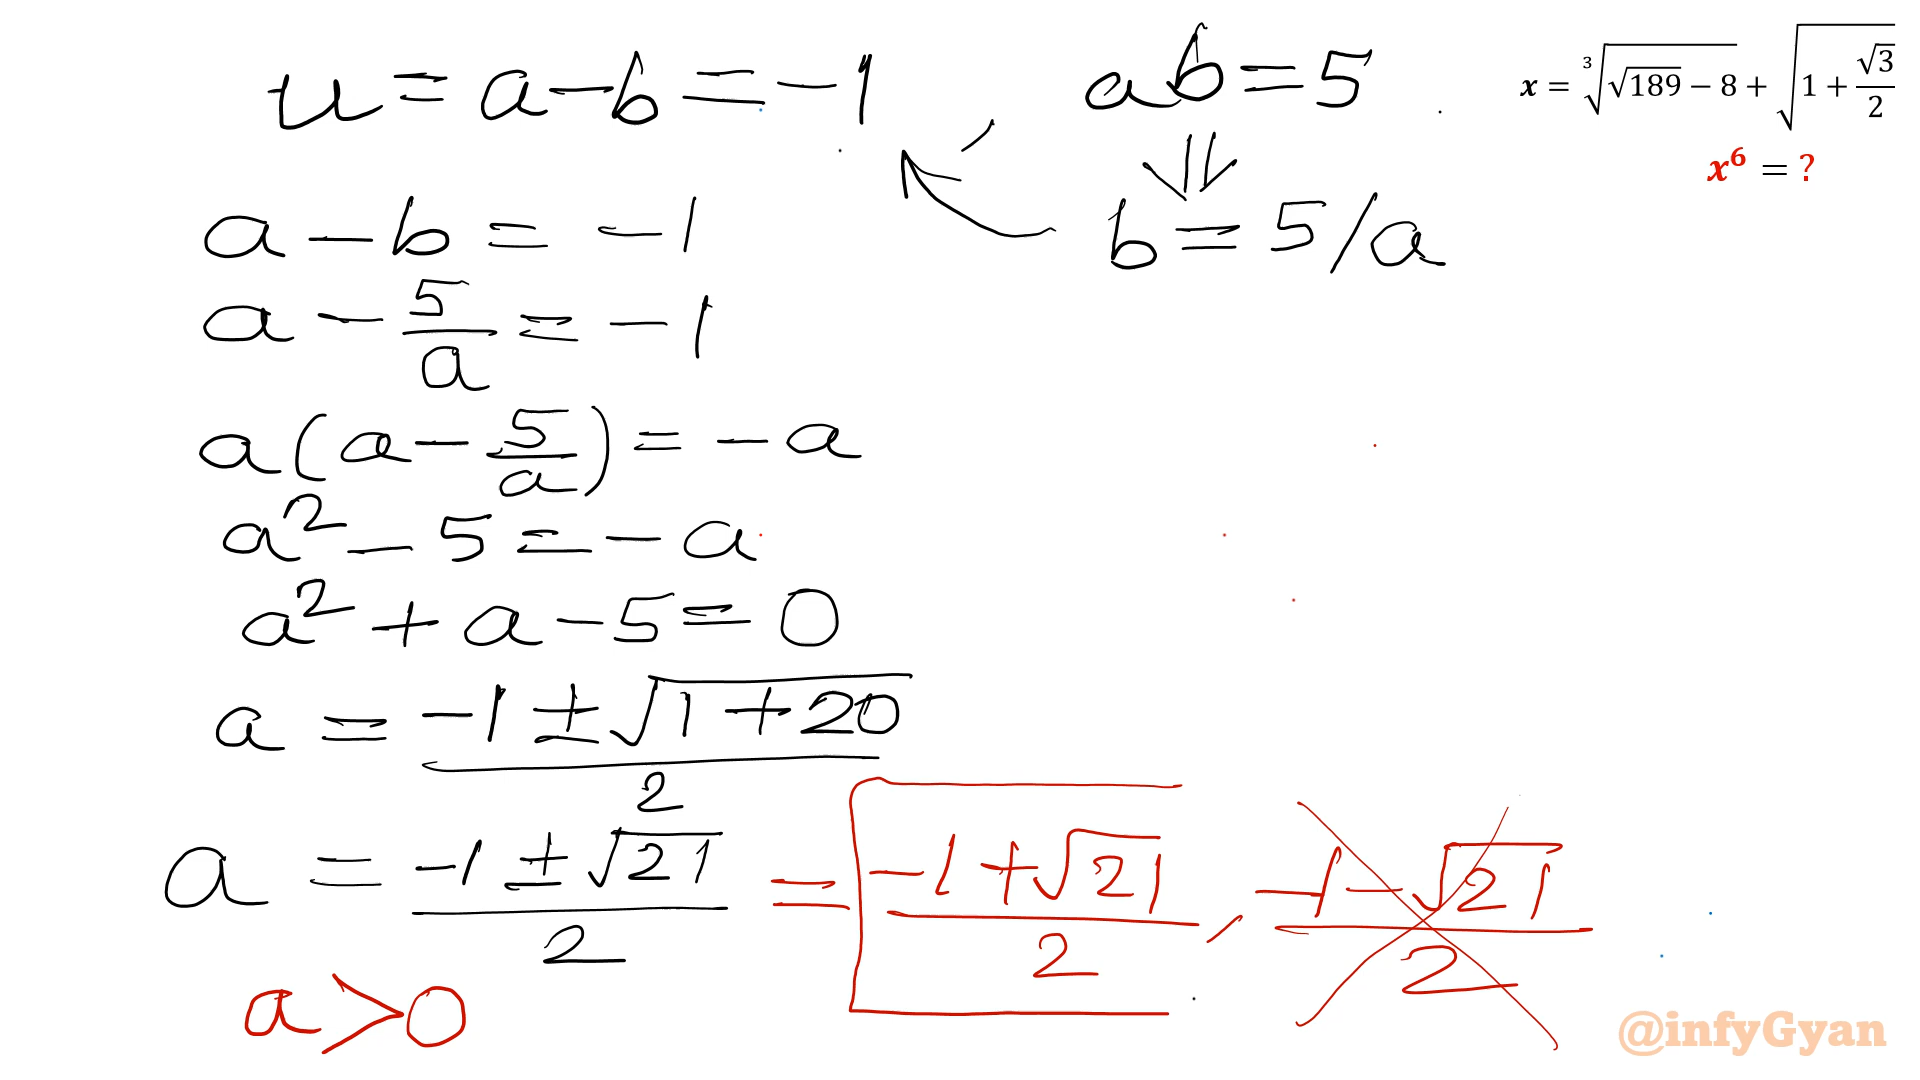 u = a - b = -1
ab = 5
x = ∛(√189 − 8) + √(1 + √3/2)
x⁶ = ?
a - b = -1
b = 5/a
a - 5/a = -1
a(a - 5/a) = -a
a² - 5 = -a
a² + a - 5 = 0
a = (-1 ± √(1+20))/2
a = (-1 ± √21)/2 = (-1 + √21)/2 , (-1 - √21)/2
a > 0
@infyGyan